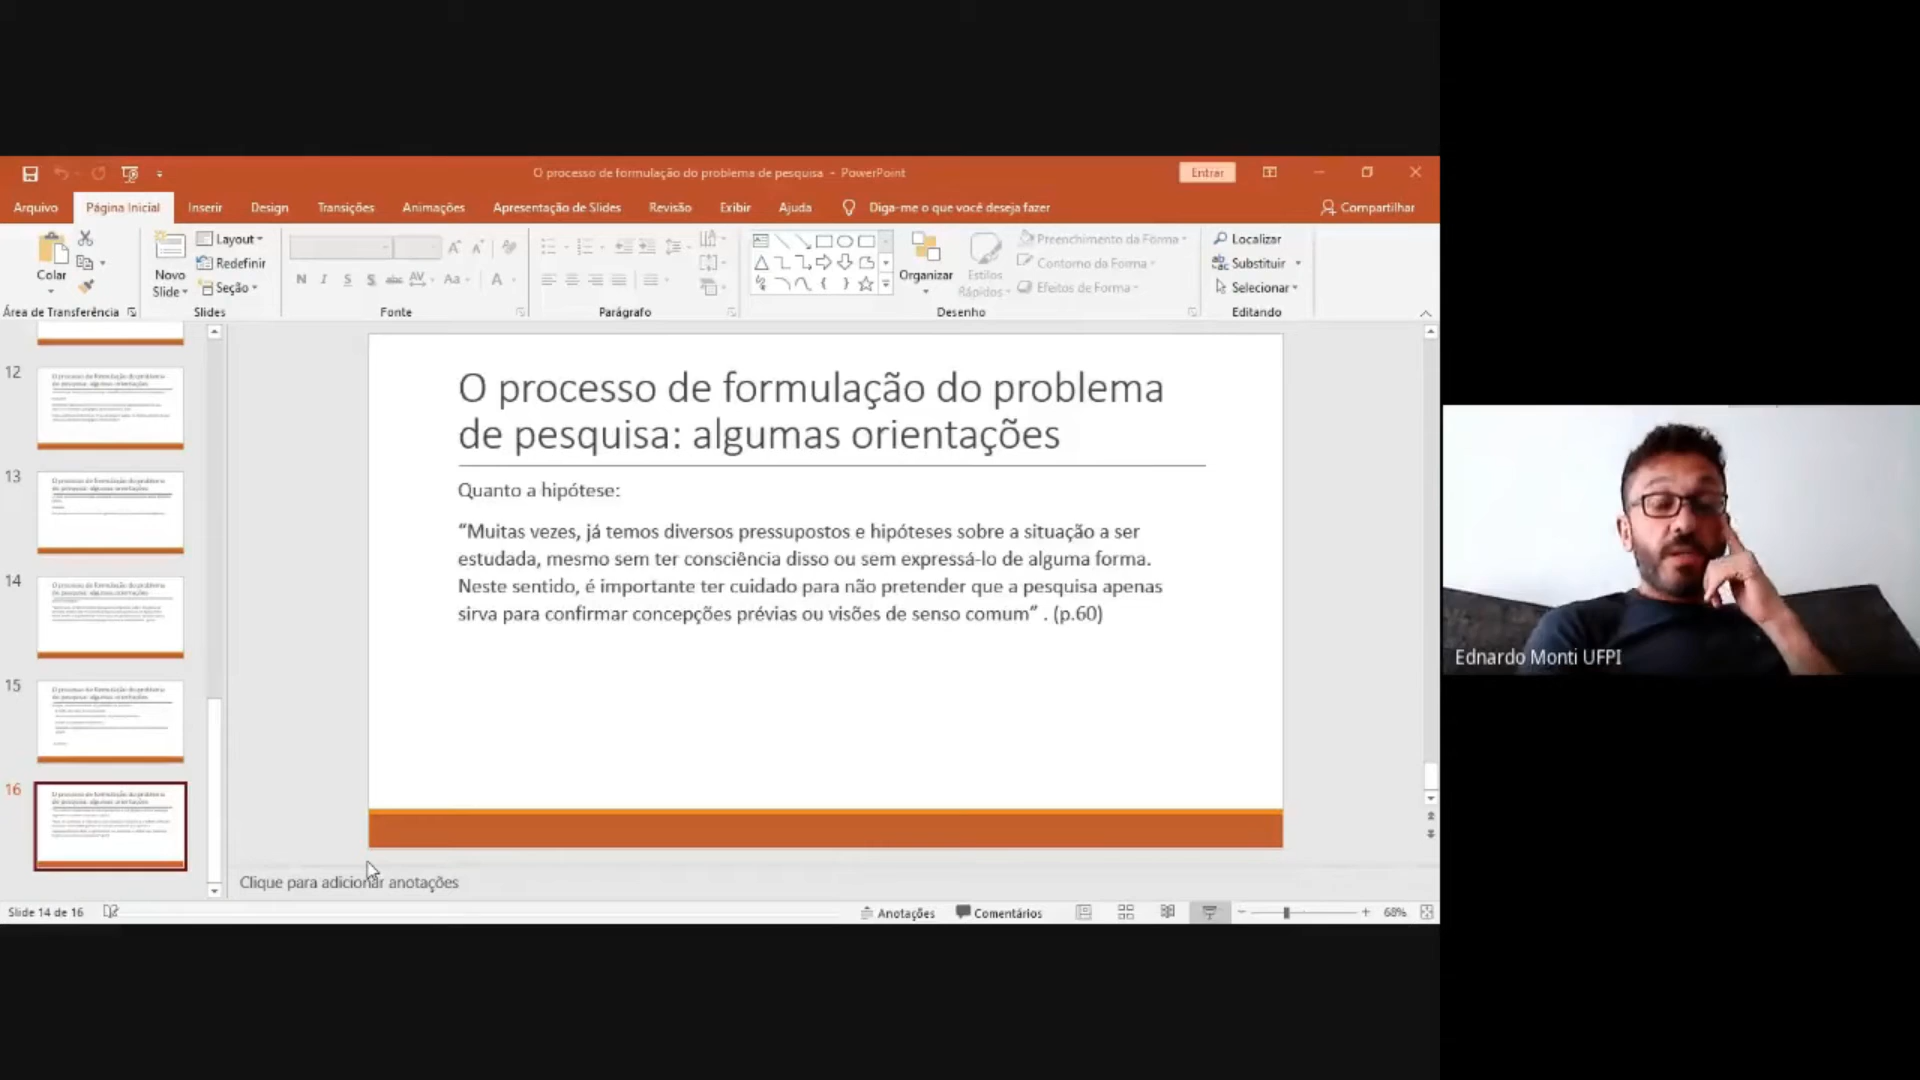 O processo de formulação do problema de pesquisa - PowerPoint
Entrar
Arquivo Página Inicial Inserir Design Transições Animações Apresentação de Slides Revisão Exibir Ajuda Diga-me o que você deseja fazer Compartilhar
Colar
Novo Slide
Layout
Redefinir
Seção
N I S S abc AV Aa A
Organizar
Estilos Rápidos
Preenchimento da Forma
Contorno da Forma
Efeitos de Forma
Localizar
Substituir
Selecionar
Área de Transferência Slides Fonte Parágrafo Desenho Editando
12
13
14
15
16
O processo de formulação do problema
de pesquisa: algumas orientações
Quanto a hipótese:
“Muitas vezes, já temos diversos pressupostos e hipóteses sobre a situação a ser
estudada, mesmo sem ter consciência disso ou sem expressá-lo de alguma forma.
Neste sentido, é importante ter cuidado para não pretender que a pesquisa apenas
sirva para confirmar concepções prévias ou visões de senso comum” . (p.60)
Clique para adicionar anotações
Slide 14 de 16
Anotações Comentários 68%
Ednardo Monti UFPI